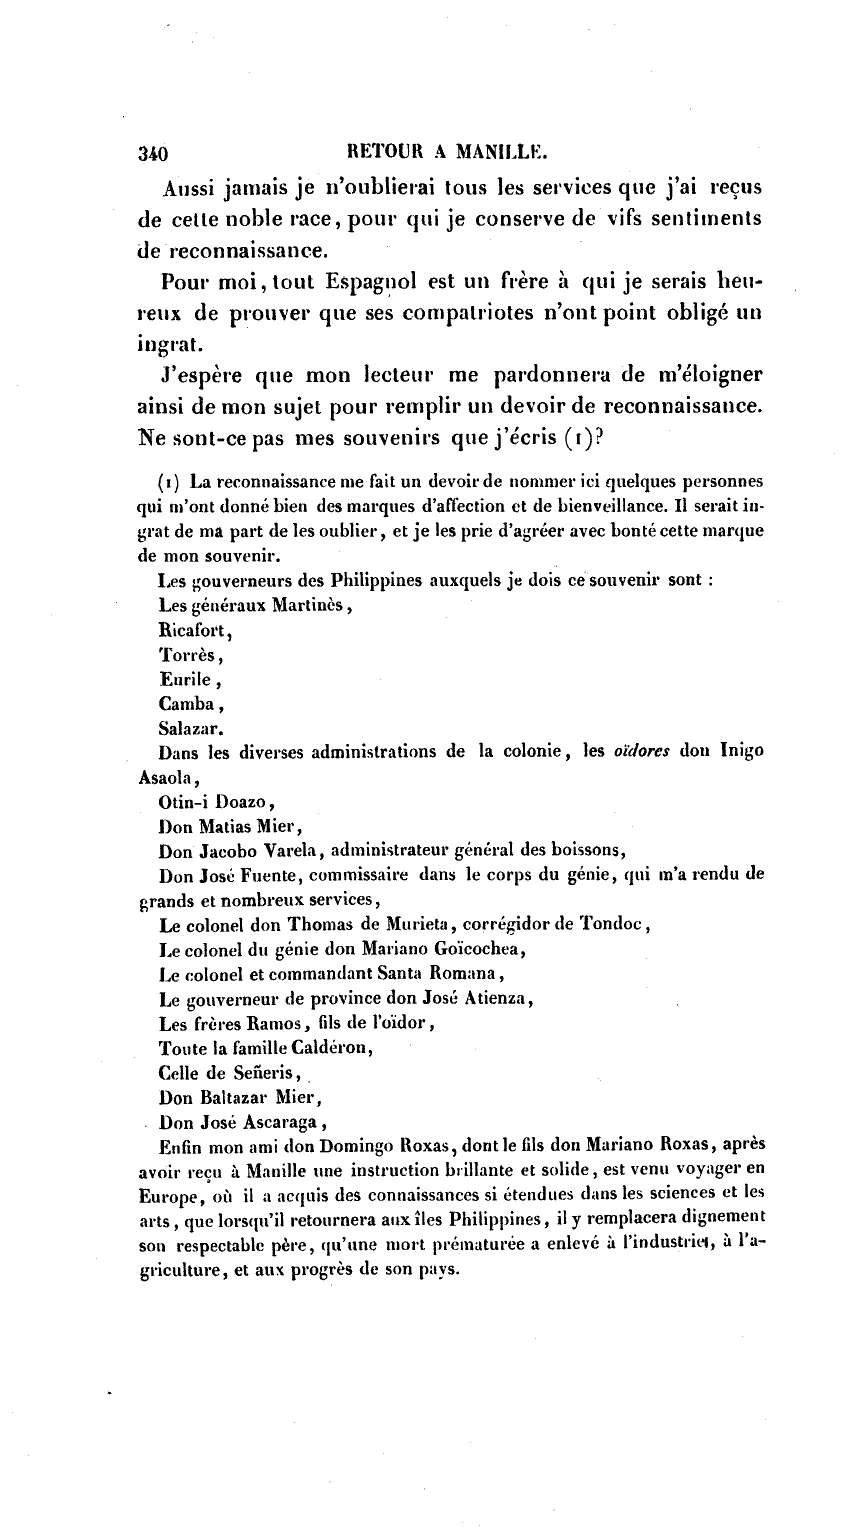 340 RETOUR A MANILLE.
Aussi jamais je n'oublierai tous les services que j'ai reçus
de cette noble race, pour qui je conserve de vifs sentiments
de reconnaissance.
Pour moi, tout Espagnol est un frère à qui je serais heu-
reux de prouver que ses compatriotes n'ont point obligé un
ingrat.
J'espère que mon lecteur me pardonnera de m'éloigner
ainsi de mon sujet pour remplir un devoir de reconnaissance.
Ne sont-ce pas mes souvenirs que j'écris (1)?
(1) La reconnaissance me fait un devoir de nommer ici quelques personnes
qui m'ont donné bien des marques d'affection et de bienveillance. Il serait in-
grat de ma part de les oublier, et je les prie d'agréer avec bonté cette marque
de mon souvenir.
Les gouverneurs des Philippines auxquels je dois ce souvenir sont :
Les généraux Martinès,
Ricafort,
Torrès,
Enrile,
Camba,
Salazar.
Dans les diverses administrations de la colonie, les oïdores don Inigo
Asaola,
Otin-i Doazo,
Don Matias Mier,
Don Jacobo Varela, administrateur général des boissons,
Don José Fuente, commissaire dans le corps du génie, qui m'a rendu de
grands et nombreux services,
Le colonel don Thomas de Murieta, corrégidor de Tondoc,
Le colonel du génie don Mariano Goïcochea,
Le colonel et commandant Santa Romana,
Le gouverneur de province don José Atienza,
Les frères Ramos, fils de l'oïdor,
Toute la famille Caldéron,
Celle de Señeris,
Don Baltazar Mier,
Don José Ascaraga,
Enfin mon ami don Domingo Roxas, dont le fils don Mariano Roxas, après
avoir reçu à Manille une instruction brillante et solide, est venu voyager en
Europe, où il a acquis des connaissances si étendues dans les sciences et les
arts, que lorsqu'il retournera aux îles Philippines, il y remplacera dignement
son respectable père, qu'une mort prématurée a enlevé à l'industrie, à l'a-
griculture, et aux progrès de son pays.